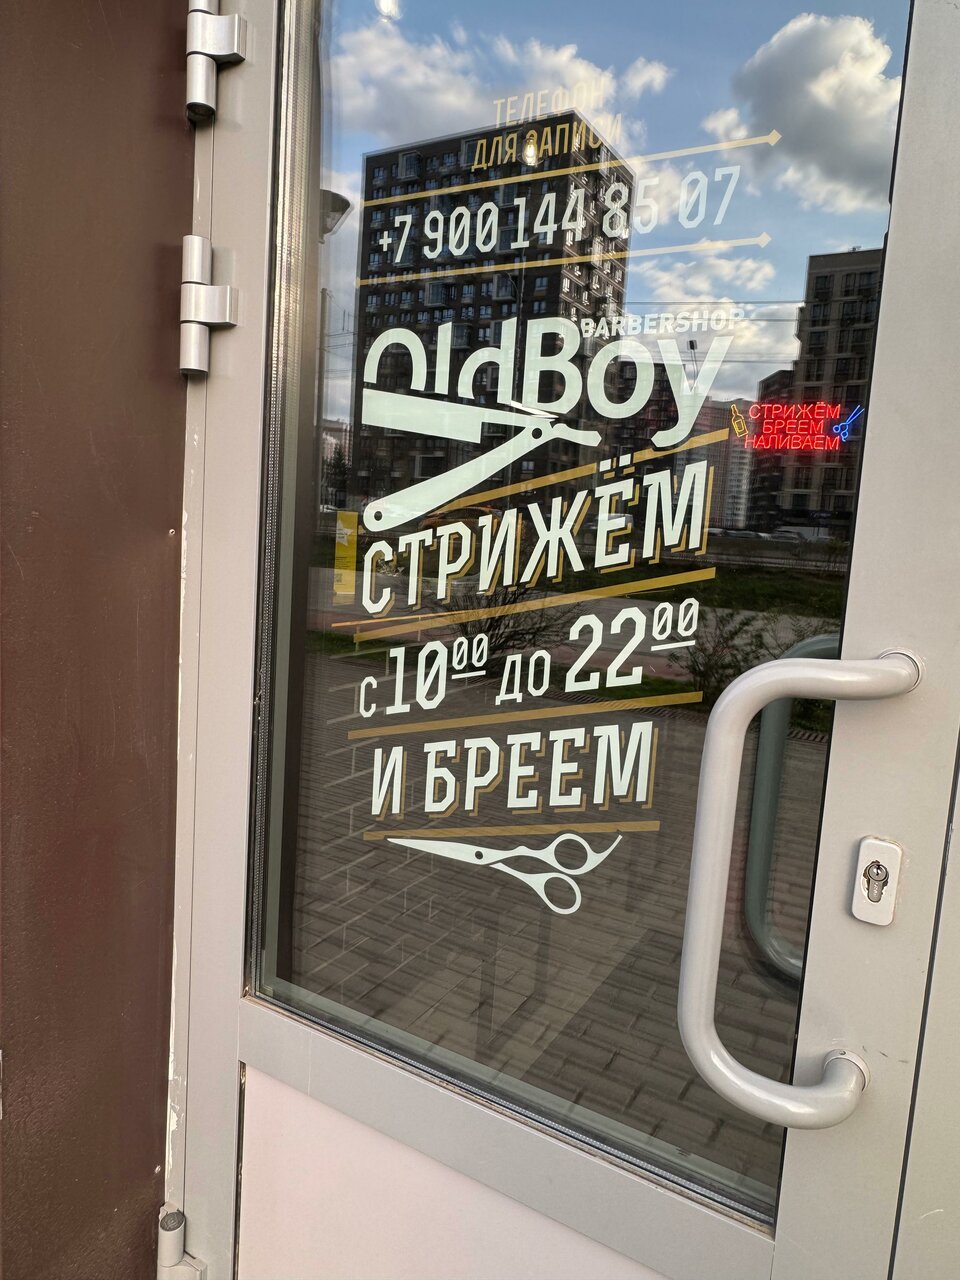 ТЕЛЕФОН
ДЛЯ ЗАПИСИ
+7 900 144 85 07
BARBERSHOP
OldBoy
СТРИЖЁМ
БРЕЕМ
НАЛИВАЕМ
СТРИЖЁМ
С 10⁰⁰ ДО 22⁰⁰
И БРЕЕМ